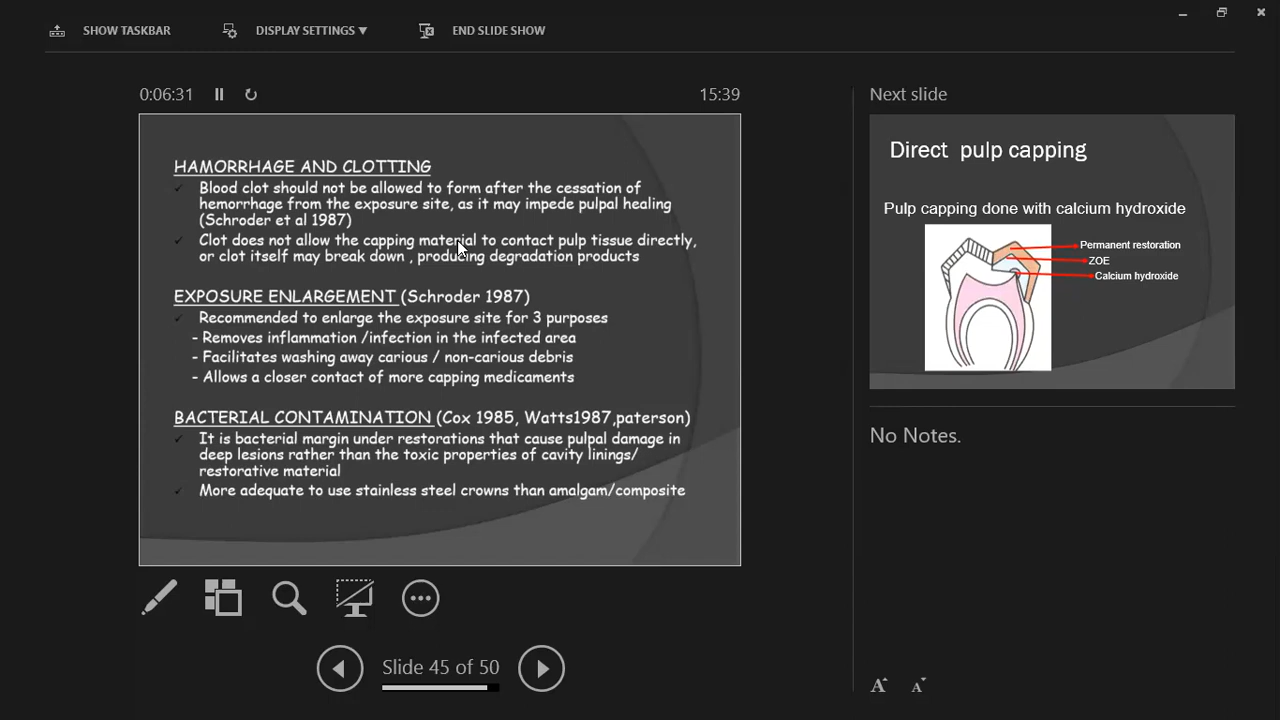 SHOW TASKBAR
DISPLAY SETTINGS ▼
END SLIDE SHOW
0:06:31
15:39
HAMORRHAGE AND CLOTTING
✓ Blood clot should not be allowed to form after the cessation of
hemorrhage from the exposure site, as it may impede pulpal healing
(Schroder et al 1987)
✓ Clot does not allow the capping material to contact pulp tissue directly,
or clot itself may break down , producing degradation products
EXPOSURE ENLARGEMENT (Schroder 1987)
✓ Recommended to enlarge the exposure site for 3 purposes
- Removes inflammation /infection in the infected area
- Facilitates washing away carious / non-carious debris
- Allows a closer contact of more capping medicaments
BACTERIAL CONTAMINATION (Cox 1985, Watts1987,paterson)
✓ It is bacterial margin under restorations that cause pulpal damage in
deep lesions rather than the toxic properties of cavity linings/
restorative material
✓ More adequate to use stainless steel crowns than amalgam/composite
Slide 45 of 50
Next slide
Direct pulp capping
Pulp capping done with calcium hydroxide
Permanent restoration
ZOE
Calcium hydroxide
No Notes.
A A